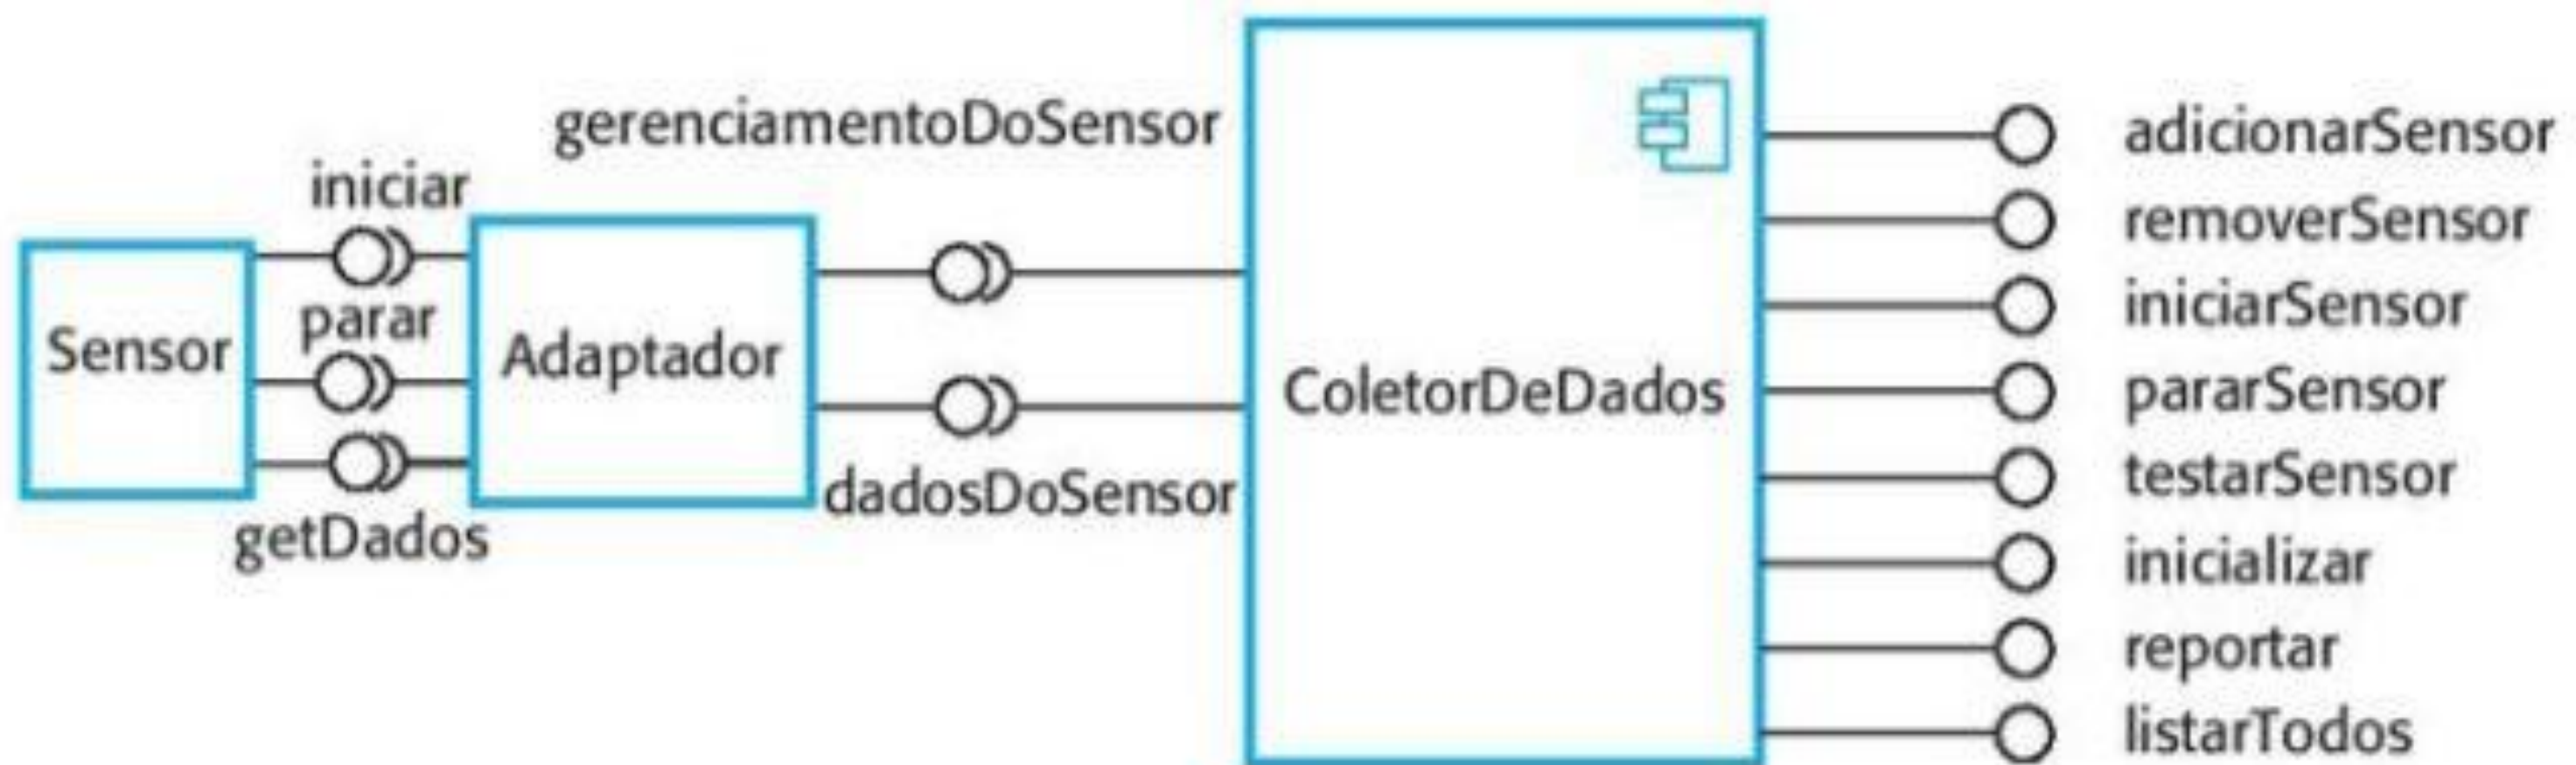 gerenciamentoDoSensor
iniciar
parar
Sensor
Adaptador
getDados
dadosDoSensor
ColetorDeDados
adicionarSensor
removerSensor
iniciarSensor
pararSensor
testarSensor
inicializar
reportar
listarTodos